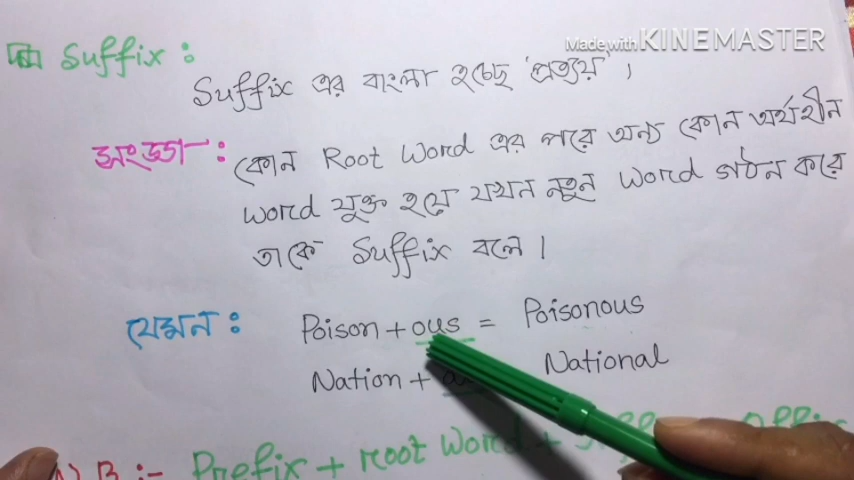 Made with KINEMASTER
Suffix :
Suffix এর বাংলা হচ্ছে 'প্রত্যয়' ।
সংজ্ঞা : কোন Root Word এর পরে অন্য কোন অর্থহীন
Word যুক্ত হয়ে যখন নতুন Word গঠন করে
তাকে Suffix বলে ।
যেমন : Poison + ous = Poisonous
Nation + National
N.B :- Prefix + root word +